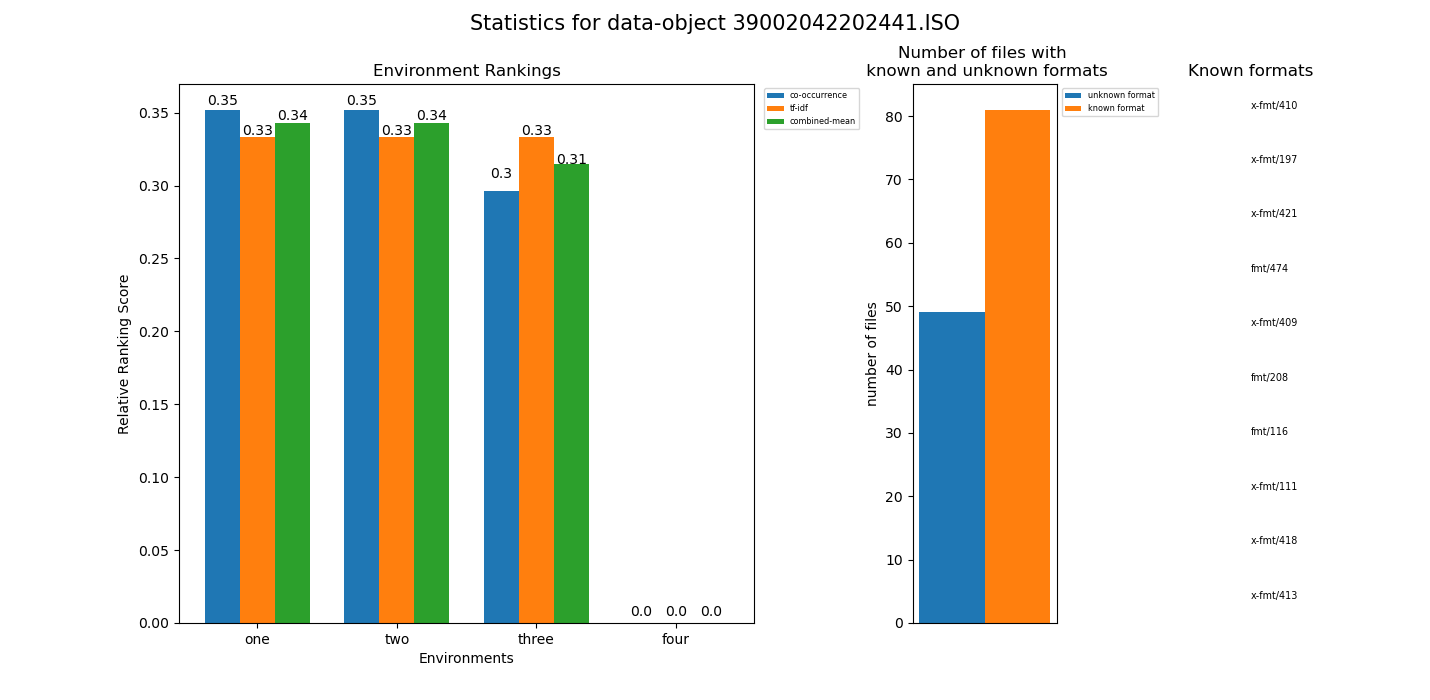 Statistics for data-object 39002042202441.ISO
Environment Rankings
Relative Ranking Score
0.35
0.30
0.25
0.20
0.15
0.10
0.05
0.00
0.35
0.33
0.34
0.35
0.33
0.34
0.3
0.33
0.31
0.0
0.0
0.0
one
two
three
four
Environments
co-occurrence
tf-idf
combined-mean
Number of files with
known and unknown formats
number of files
80
70
60
50
40
30
20
10
0
unknown format
known format
Known formats
x-fmt/410
x-fmt/197
x-fmt/421
fmt/474
x-fmt/409
fmt/208
fmt/116
x-fmt/111
x-fmt/418
x-fmt/413